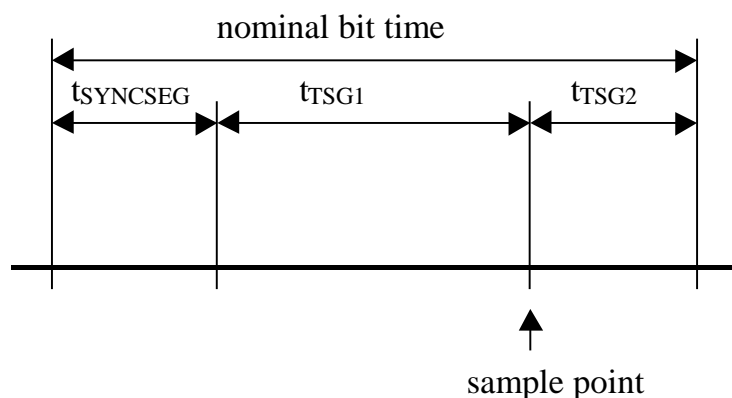 nominal bit time
tSYNCSEG
tTSG1
tTSG2
sample point